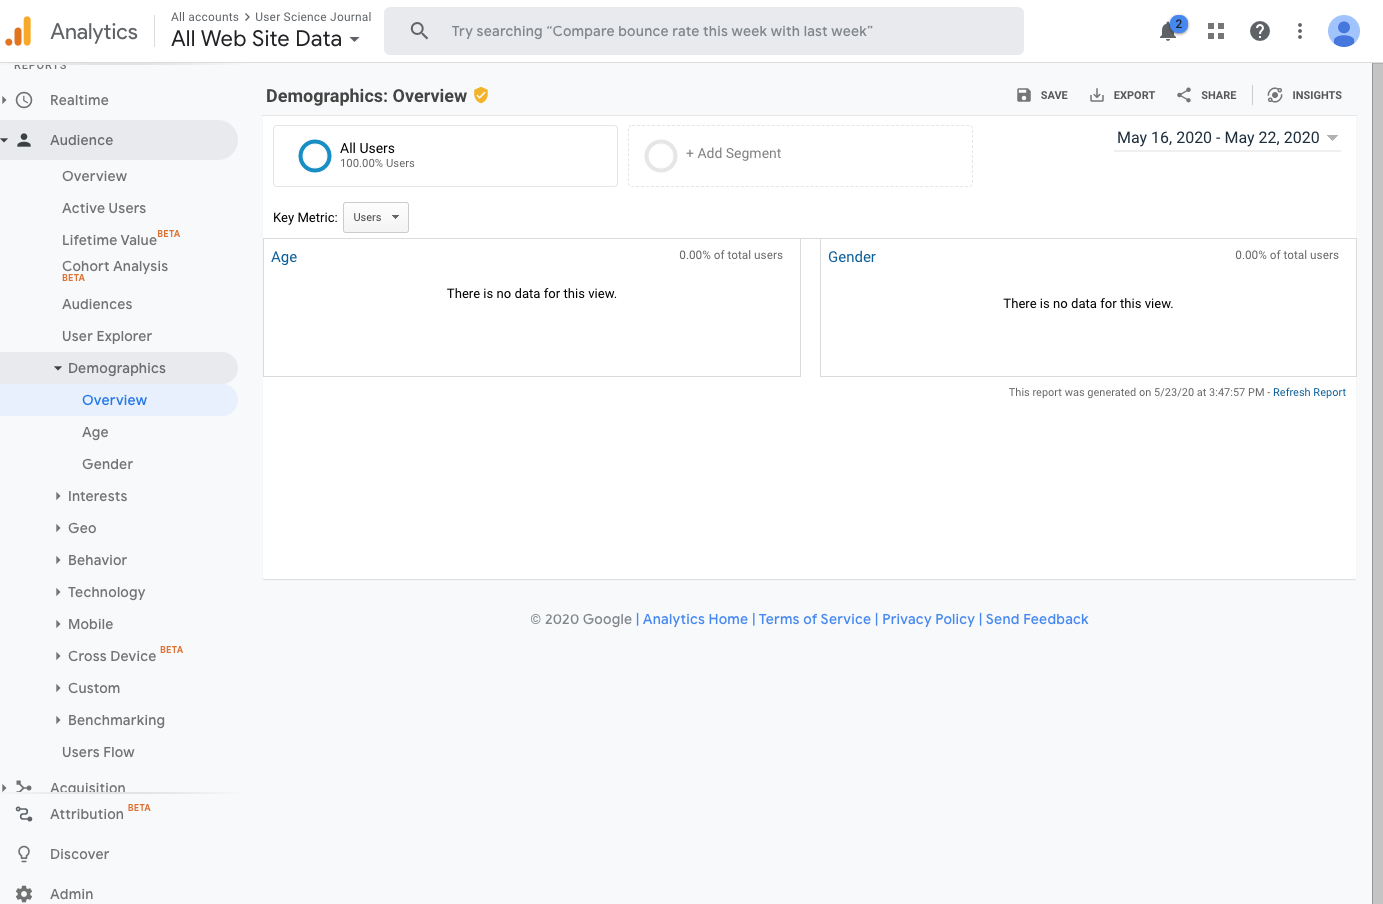 Analytics
All accounts > User Science Journal
All Web Site Data
Try searching “Compare bounce rate this week with last week”
2
REPORTS
Realtime
Audience
Overview
Active Users
Lifetime Value BETA
Cohort Analysis
BETA
Audiences
User Explorer
Demographics
Overview
Age
Gender
Interests
Geo
Behavior
Technology
Mobile
Cross Device BETA
Custom
Benchmarking
Users Flow
Acquisition
Attribution BETA
Discover
Admin
Demographics: Overview
SAVE
EXPORT
SHARE
INSIGHTS
All Users
100.00% Users
+ Add Segment
May 16, 2020 - May 22, 2020
Key Metric:
Users
Age
0.00% of total users
There is no data for this view.
Gender
0.00% of total users
There is no data for this view.
This report was generated on 5/23/20 at 3:47:57 PM - Refresh Report
© 2020 Google | Analytics Home | Terms of Service | Privacy Policy | Send Feedback